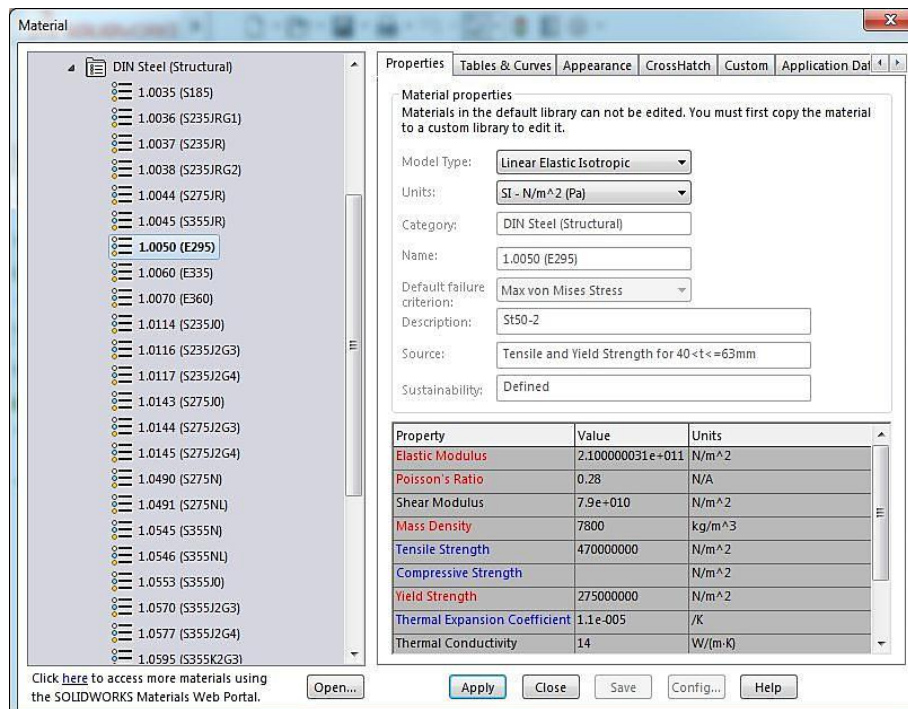 Material
DIN Steel (Structural)
1.0035 (S185)
1.0036 (S235JRG1)
1.0037 (S235JR)
1.0038 (S235JRG2)
1.0044 (S275JR)
1.0045 (S355JR)
1.0050 (E295)
1.0060 (E335)
1.0070 (E360)
1.0114 (S235J0)
1.0116 (S235J2G3)
1.0117 (S235J2G4)
1.0143 (S275J0)
1.0144 (S275J2G3)
1.0145 (S275J2G4)
1.0490 (S275N)
1.0491 (S275NL)
1.0545 (S355N)
1.0546 (S355NL)
1.0553 (S355J0)
1.0570 (S355J2G3)
1.0577 (S355J2G4)
1.0595 (S355K2G3)
Click here to access more materials using
the SOLIDWORKS Materials Web Portal.
Open...
Properties Tables & Curves Appearance CrossHatch Custom Application Dat
Material properties
Materials in the default library can not be edited. You must first copy the material
to a custom library to edit it.
Model Type: Linear Elastic Isotropic
Units: SI - N/m^2 (Pa)
Category: DIN Steel (Structural)
Name: 1.0050 (E295)
Default failure
criterion: Max von Mises Stress
Description: St50-2
Source: Tensile and Yield Strength for 40<t<=63mm
Sustainability: Defined
Property Value Units
Elastic Modulus 2.100000031e+011 N/m^2
Poisson's Ratio 0.28 N/A
Shear Modulus 7.9e+010 N/m^2
Mass Density 7800 kg/m^3
Tensile Strength 470000000 N/m^2
Compressive Strength N/m^2
Yield Strength 275000000 N/m^2
Thermal Expansion Coefficient 1.1e-005 /K
Thermal Conductivity 14 W/(m·K)
Apply Close Save Config... Help